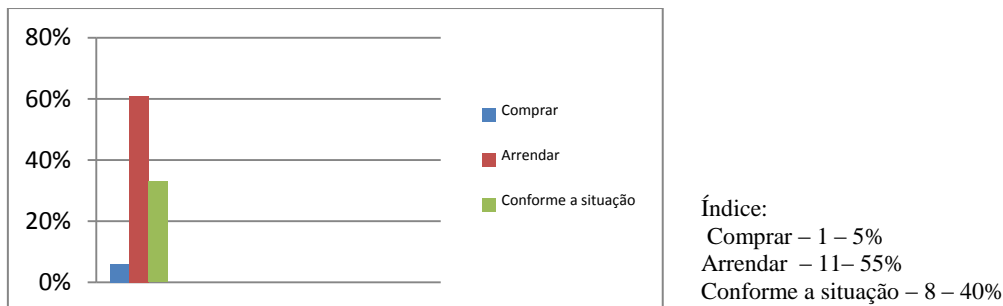 80%
60%
40%
20%
0%
Comprar
Arrendar
Conforme a situação
Índice:
Comprar – 1 – 5%
Arrendar – 11– 55%
Conforme a situação – 8 – 40%